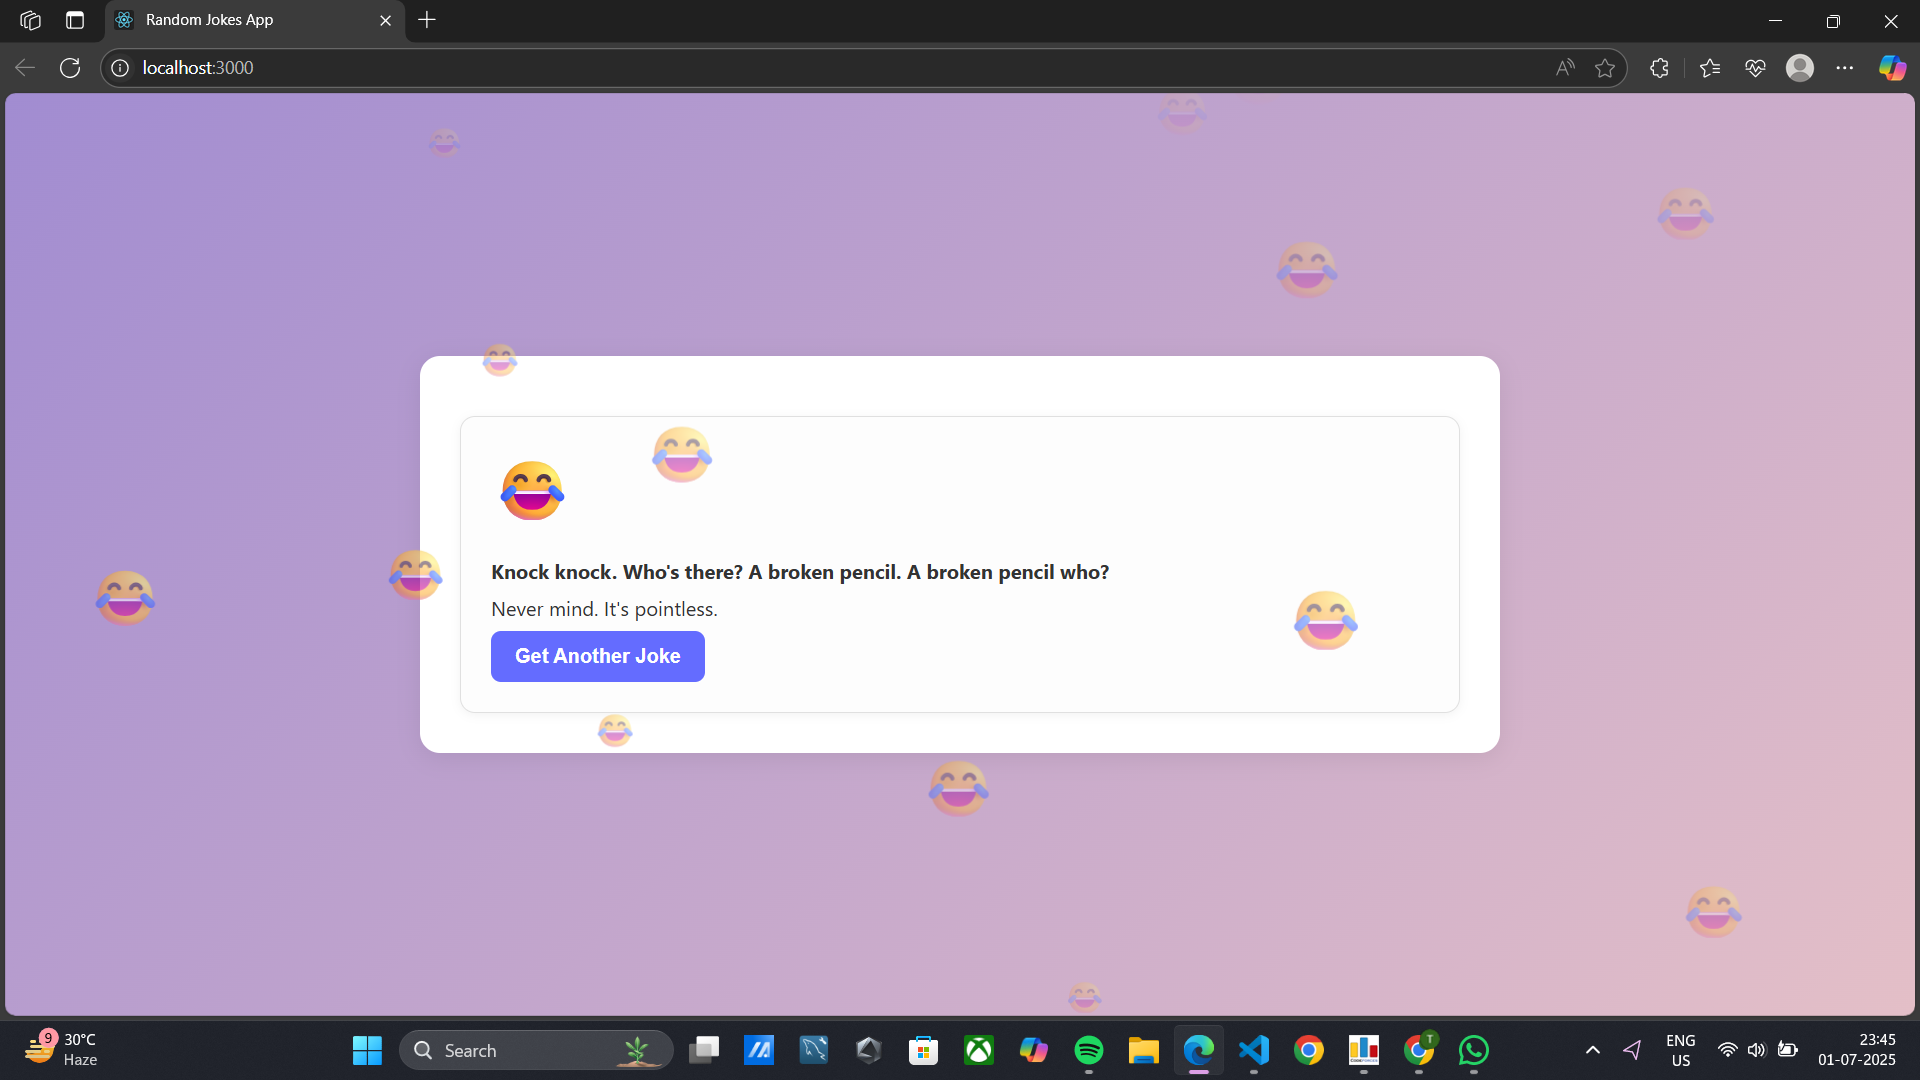 Random Jokes App
localhost:3000
Knock knock. Who's there? A broken pencil. A broken pencil who?
Never mind. It's pointless.
Get Another Joke
9
30°C
Haze
Search
T
ENG
US
23:45
01-07-2025